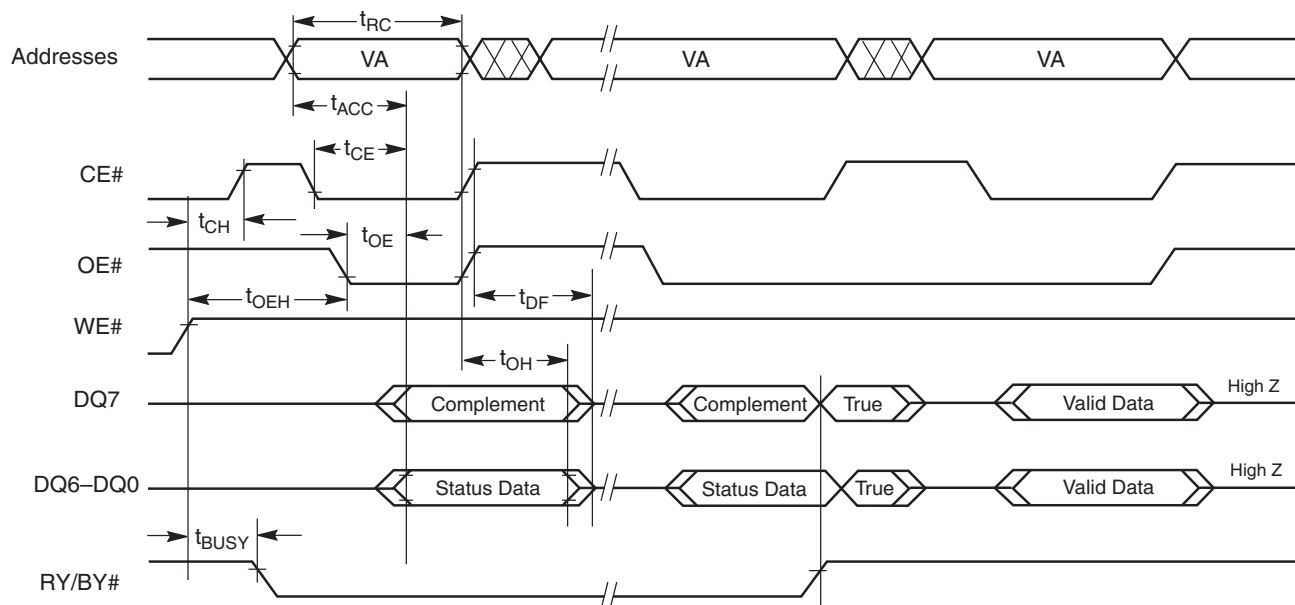 tRC
Addresses VA VA VA
tACC
tCE
CE#
tCH tOE
OE#
tOEH tDF
WE#
tOH
DQ7 Complement Complement True Valid Data High Z
DQ6–DQ0 Status Data Status Data True Valid Data High Z
tBUSY
RY/BY#